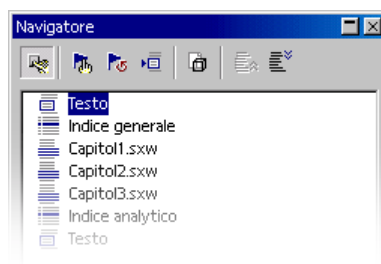 Navigatore
Testo
Indice generale
Capitol1.sxw
Capitol2.sxw
Capitol3.sxw
Indice analytico
Testo